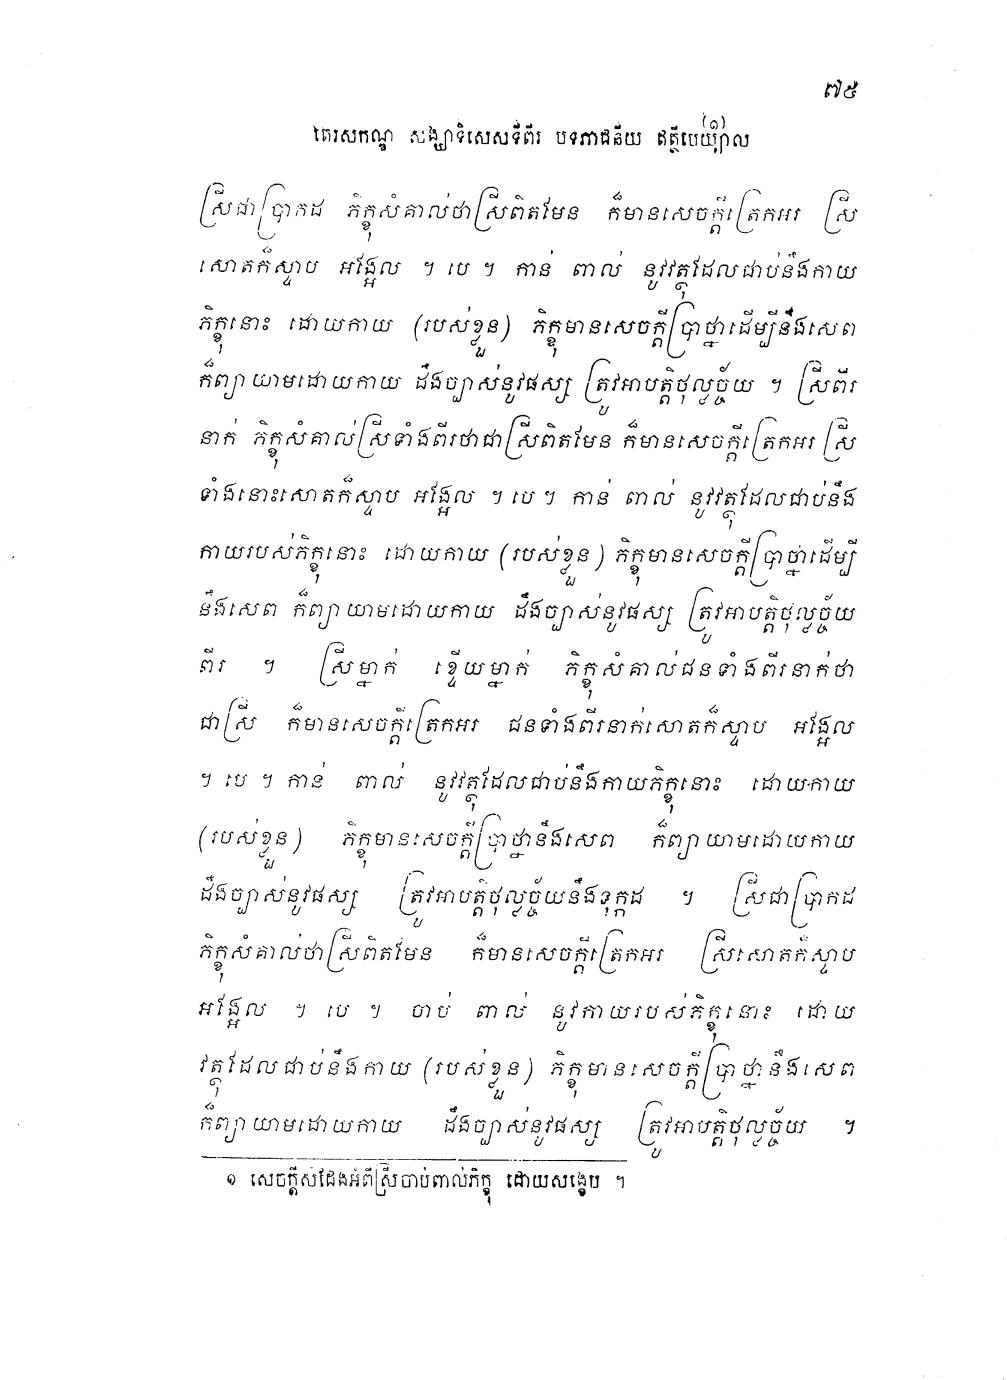 ៧៥
តេរសកណ្ឌ សង្ឃាទិសេសទីពីរ បទភាជនីយ ឥត្ថីបេយ្យាល (១)
ស្រីជាប្រាកដ ភិក្ខុសំគាល់ថាស្រីពិតមែន ក៏មានសេចក្តីត្រេកអរ ស្រី
សោតក៏ស្ទាប អង្អែល ។ បេ ។ កាន់ ពាល់ នូវវត្ថុដែលជាប់នឹងកាយ
ភិក្ខុនោះ ដោយកាយ (របស់ខ្លួន) ភិក្ខុមានសេចក្តីប្រាថ្នាដើម្បីនឹងសេព
ក៏ព្យាយាមដោយកាយ ដឹងច្បាស់នូវផស្ស ត្រូវអាបត្តិថុល្លច្ច័យ ។ ស្រីពីរ
នាក់ ភិក្ខុសំគាល់ស្រីទាំងពីរថាជាស្រីពិតមែន ក៏មានសេចក្តីត្រេកអរ ស្រី
ទាំងនោះសោតក៏ស្ទាប អង្អែល ។ បេ ។ កាន់ ពាល់ នូវវត្ថុដែលជាប់នឹង
កាយរបស់ភិក្ខុនោះ ដោយកាយ (របស់ខ្លួន) ភិក្ខុមានសេចក្តីប្រាថ្នាដើម្បី
នឹងសេព ក៏ព្យាយាមដោយកាយ ដឹងច្បាស់នូវផស្ស ត្រូវអាបត្តិថុល្លច្ច័យ
ពីរ ។ ស្រីម្នាក់ ខ្ទើយម្នាក់ ភិក្ខុសំគាល់ជនទាំងពីរនាក់ថា
ជាស្រី ក៏មានសេចក្តីត្រេកអរ ជនទាំងពីរនាក់សោតក៏ស្ទាប អង្អែល
។ បេ ។ កាន់ ពាល់ នូវវត្ថុដែលជាប់នឹងកាយភិក្ខុនោះ ដោយកាយ
(របស់ខ្លួន) ភិក្ខុមានសេចក្តីប្រាថ្នានឹងសេព ក៏ព្យាយាមដោយកាយ
ដឹងច្បាស់នូវផស្ស ត្រូវអាបត្តិថុល្លច្ច័យនឹងទុក្កដ ។ ស្រីជាប្រាកដ
ភិក្ខុសំគាល់ថាស្រីពិតមែន ក៏មានសេចក្តីត្រេកអរ ស្រីសោតក៏ស្ទាប
អង្អែល ។ បេ ។ ចាប់ ពាល់ នូវកាយរបស់ភិក្ខុនោះ ដោយ
វត្ថុដែលជាប់នឹងកាយ (របស់ខ្លួន) ភិក្ខុមានសេចក្តីប្រាថ្នានឹងសេព
ក៏ព្យាយាមដោយកាយ ដឹងច្បាស់នូវផស្ស ត្រូវអាបត្តិថុល្លច្ច័យ ។
១ សេចក្តីសំដែងអំពីស្រីចាប់ពាល់ភិក្ខុ ដោយសង្ខេប ។